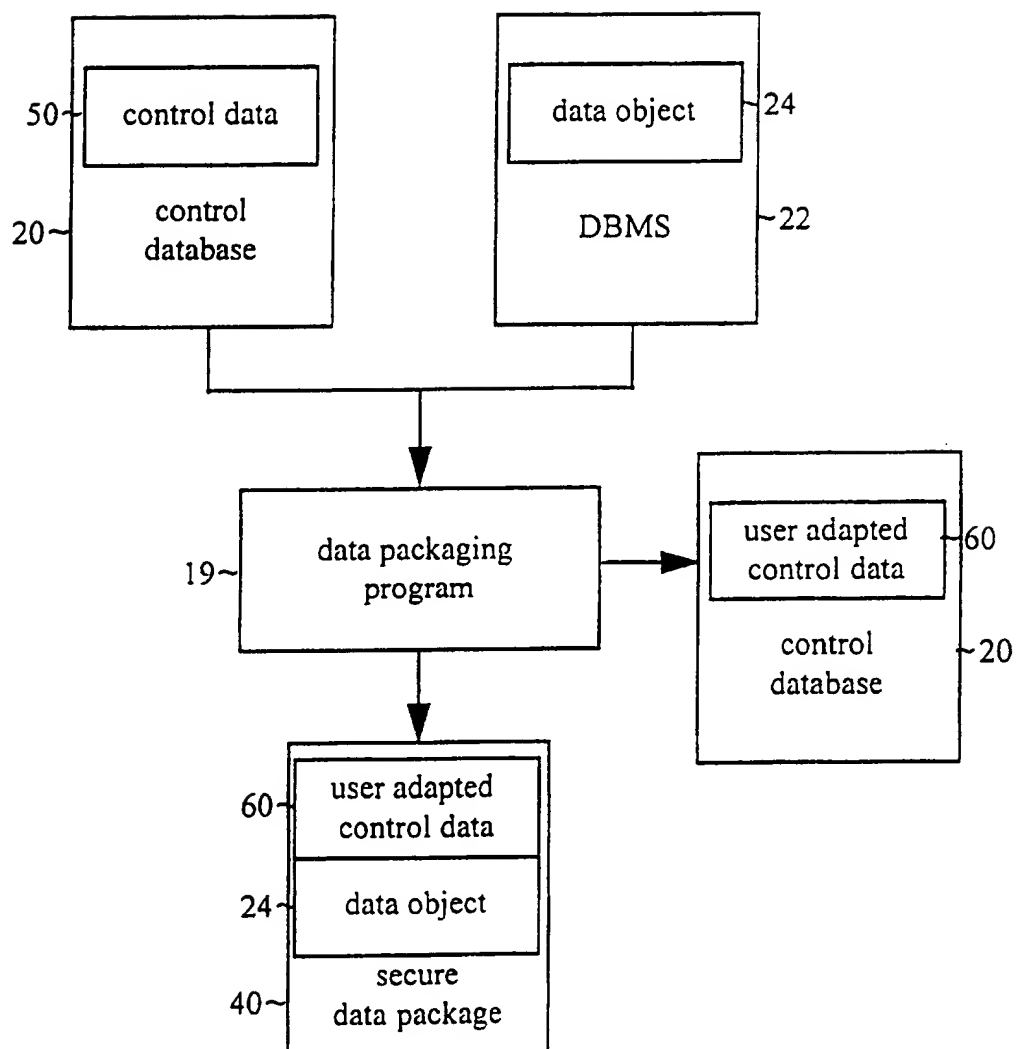 50~ control data
20~ control
database
data object ~24
DBMS ~22
19~ data packaging
program
user adapted ~60
control data
control ~20
database
60~ user adapted
control data
24~ data object
secure
40~ data package